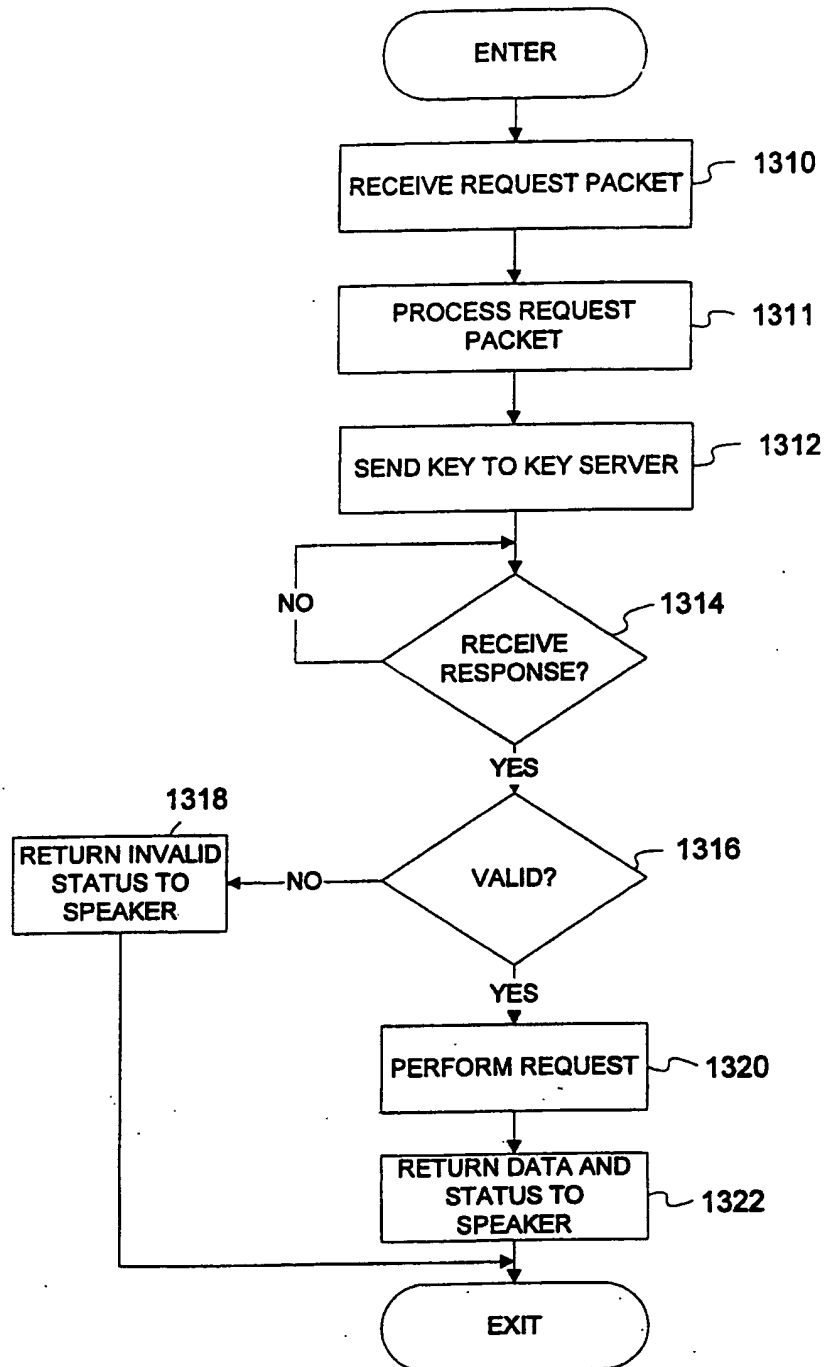 ENTER
RECEIVE REQUEST PACKET
1310
PROCESS REQUEST
PACKET
1311
SEND KEY TO KEY SERVER
1312
NO
RECEIVE
RESPONSE?
1314
YES
1318
RETURN INVALID
STATUS TO
SPEAKER
NO
VALID?
1316
YES
PERFORM REQUEST
1320
RETURN DATA AND
STATUS TO
SPEAKER
1322
EXIT